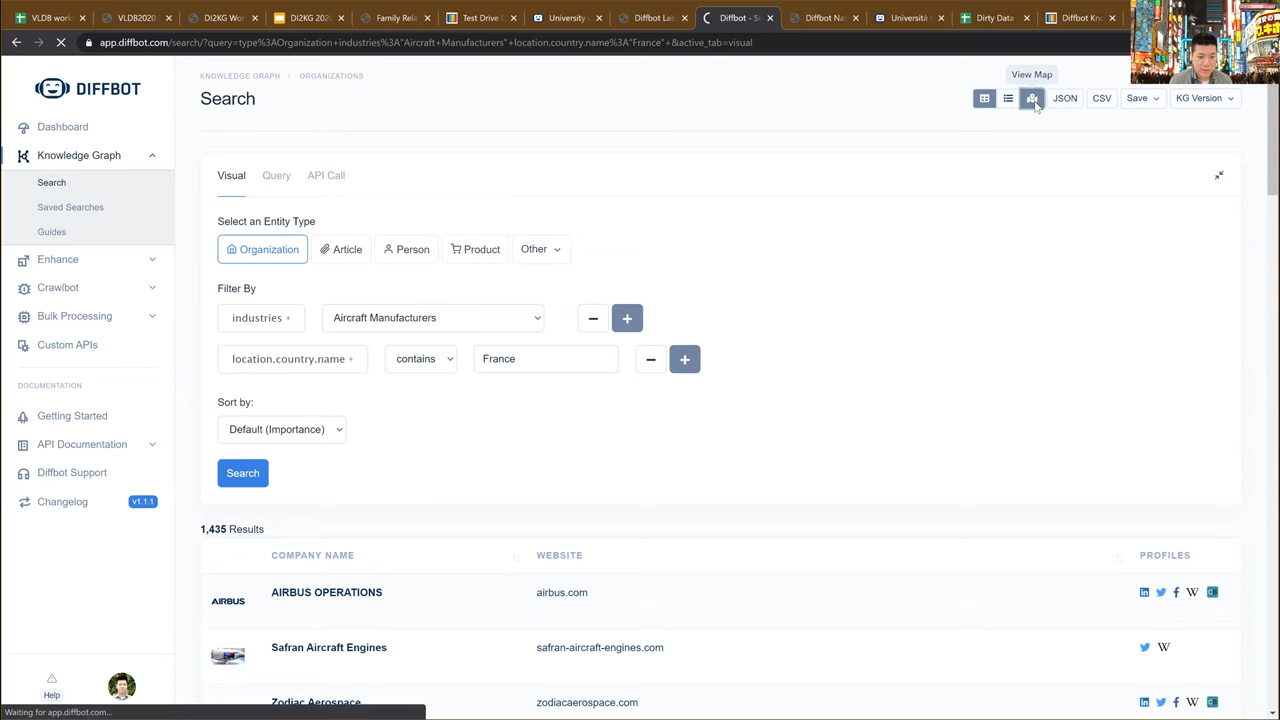 VLDB work
VLDB2020
DI2KG Wor
DI2KG 202
Family Rela
Test Drive D
University o
Diffbot Lab
Diffbot - S
Diffbot Nat
Università
Dirty Data
Diffbot Kno
app.diffbot.com/search/?query=type%3AOrganization+industries%3A"Aircraft+Manufacturers"+location.country.name%3A"France"+&active_tab=visual
DIFFBOT
Dashboard
Knowledge Graph
Search
Saved Searches
Guides
Enhance
Crawlbot
Bulk Processing
Custom APIs
DOCUMENTATION
Getting Started
API Documentation
Diffbot Support
Changelog v1.1.1
Help
KNOWLEDGE GRAPH > ORGANIZATIONS
Search
View Map
JSON CSV Save KG Version
Visual Query API Call
Select an Entity Type
Organization Article Person Product Other
Filter By
industries + Aircraft Manufacturers
location.country.name + contains France
Sort by:
Default (Importance)
Search
1,435 Results
COMPANY NAME WEBSITE PROFILES
AIRBUS AIRBUS OPERATIONS airbus.com
Safran Aircraft Engines safran-aircraft-engines.com
Zodiac Aerospace zodiacaerospace.com
Waiting for app.diffbot.com...